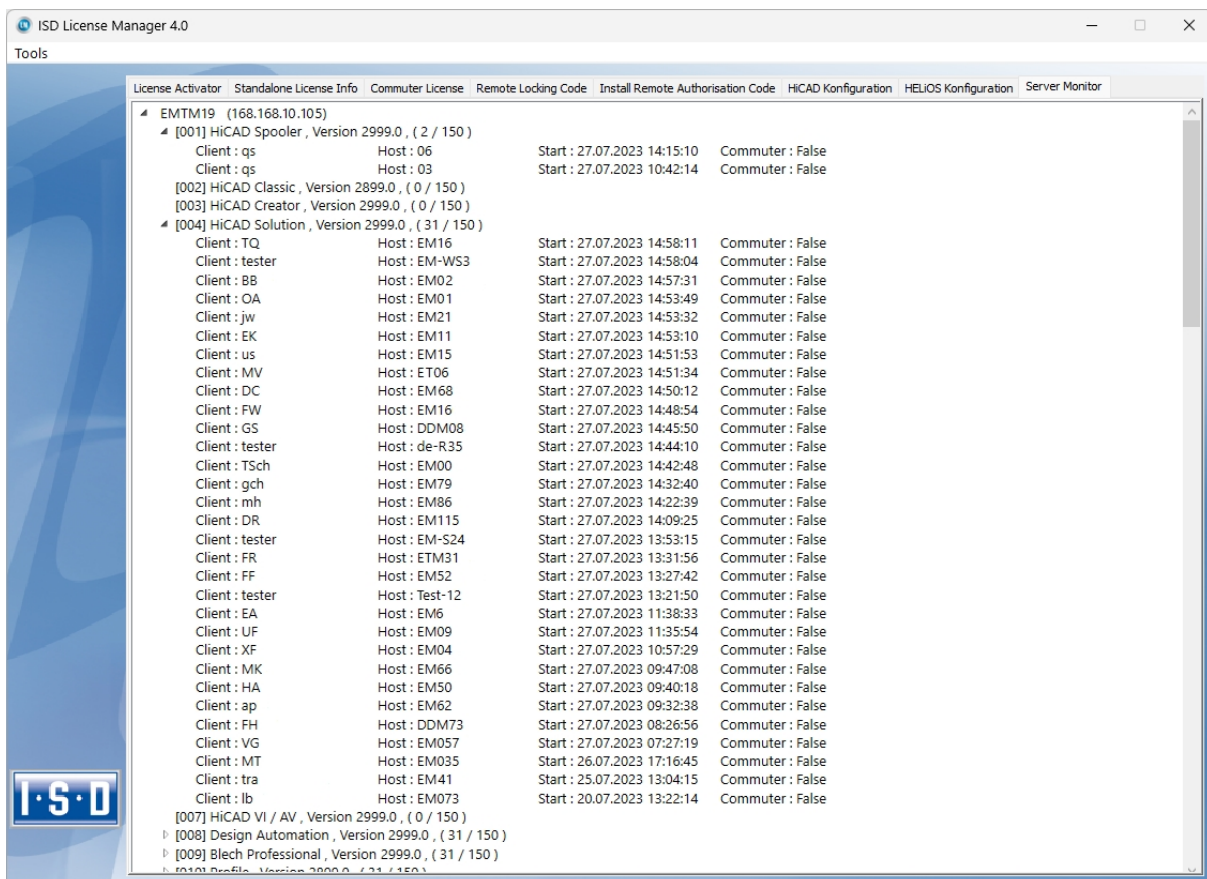 ISD License Manager 4.0
Tools
License Activator Standalone License Info Commuter License Remote Locking Code Install Remote Authorisation Code HiCAD Konfiguration HELiOS Konfiguration Server Monitor
EMTM19 (168.168.10.105)
[001] HiCAD Spooler , Version 2999.0 , ( 2 / 150 )
Client : qs Host : 06 Start : 27.07.2023 14:15:10 Commuter : False
Client : qs Host : 03 Start : 27.07.2023 10:42:14 Commuter : False
[002] HiCAD Classic , Version 2899.0 , ( 0 / 150 )
[003] HiCAD Creator , Version 2999.0 , ( 0 / 150 )
[004] HiCAD Solution , Version 2999.0 , ( 31 / 150 )
Client : TQ Host : EM16 Start : 27.07.2023 14:58:11 Commuter : False
Client : tester Host : EM-WS3 Start : 27.07.2023 14:58:04 Commuter : False
Client : BB Host : EM02 Start : 27.07.2023 14:57:31 Commuter : False
Client : OA Host : EM01 Start : 27.07.2023 14:53:49 Commuter : False
Client : jw Host : EM21 Start : 27.07.2023 14:53:32 Commuter : False
Client : EK Host : EM11 Start : 27.07.2023 14:53:10 Commuter : False
Client : us Host : EM15 Start : 27.07.2023 14:51:53 Commuter : False
Client : MV Host : ET06 Start : 27.07.2023 14:51:34 Commuter : False
Client : DC Host : EM68 Start : 27.07.2023 14:50:12 Commuter : False
Client : FW Host : EM16 Start : 27.07.2023 14:48:54 Commuter : False
Client : GS Host : DDM08 Start : 27.07.2023 14:45:50 Commuter : False
Client : tester Host : de-R35 Start : 27.07.2023 14:44:10 Commuter : False
Client : TSch Host : EM00 Start : 27.07.2023 14:42:48 Commuter : False
Client : gch Host : EM79 Start : 27.07.2023 14:32:40 Commuter : False
Client : mh Host : EM86 Start : 27.07.2023 14:22:39 Commuter : False
Client : DR Host : EM115 Start : 27.07.2023 14:09:25 Commuter : False
Client : tester Host : EM-S24 Start : 27.07.2023 13:53:15 Commuter : False
Client : FR Host : ETM31 Start : 27.07.2023 13:31:56 Commuter : False
Client : FF Host : EM52 Start : 27.07.2023 13:27:42 Commuter : False
Client : tester Host : Test-12 Start : 27.07.2023 13:21:50 Commuter : False
Client : EA Host : EM6 Start : 27.07.2023 11:38:33 Commuter : False
Client : UF Host : EM09 Start : 27.07.2023 11:35:54 Commuter : False
Client : XF Host : EM04 Start : 27.07.2023 10:57:29 Commuter : False
Client : MK Host : EM66 Start : 27.07.2023 09:47:08 Commuter : False
Client : HA Host : EM50 Start : 27.07.2023 09:40:18 Commuter : False
Client : ap Host : EM62 Start : 27.07.2023 09:32:38 Commuter : False
Client : FH Host : DDM73 Start : 27.07.2023 08:26:56 Commuter : False
Client : VG Host : EM057 Start : 27.07.2023 07:27:19 Commuter : False
Client : MT Host : EM035 Start : 26.07.2023 17:16:45 Commuter : False
Client : tra Host : EM41 Start : 25.07.2023 13:04:15 Commuter : False
Client : lb Host : EM073 Start : 20.07.2023 13:22:14 Commuter : False
I·S·D
[007] HiCAD VI / AV , Version 2999.0 , ( 0 / 150 )
[008] Design Automation , Version 2999.0 , ( 31 / 150 )
[009] Blech Professional , Version 2999.0 , ( 31 / 150 )
[010] Profile , Version 2999.0 , ( 31 / 150 )